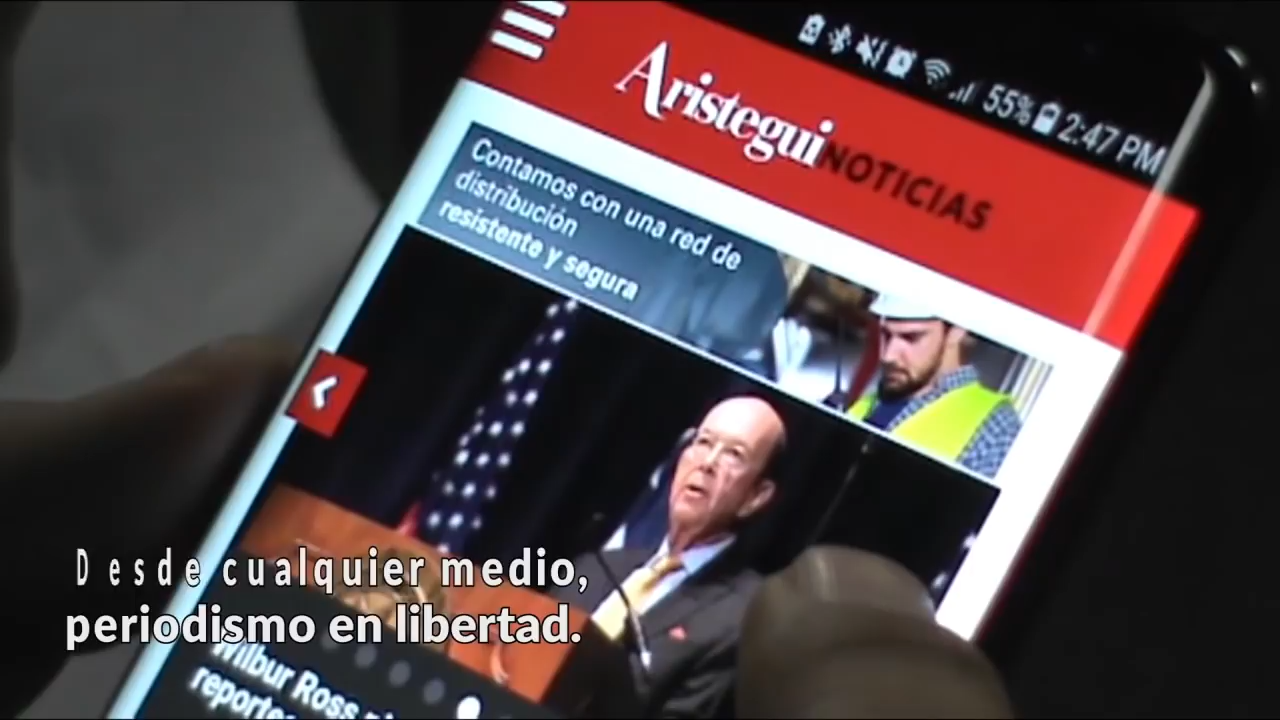 55% 2:47 PM
Aristegui NOTICIAS
Contamos con una red de
distribución
resistente y segura
Desde cualquier medio,
periodismo en libertad.
Wilbur Ross